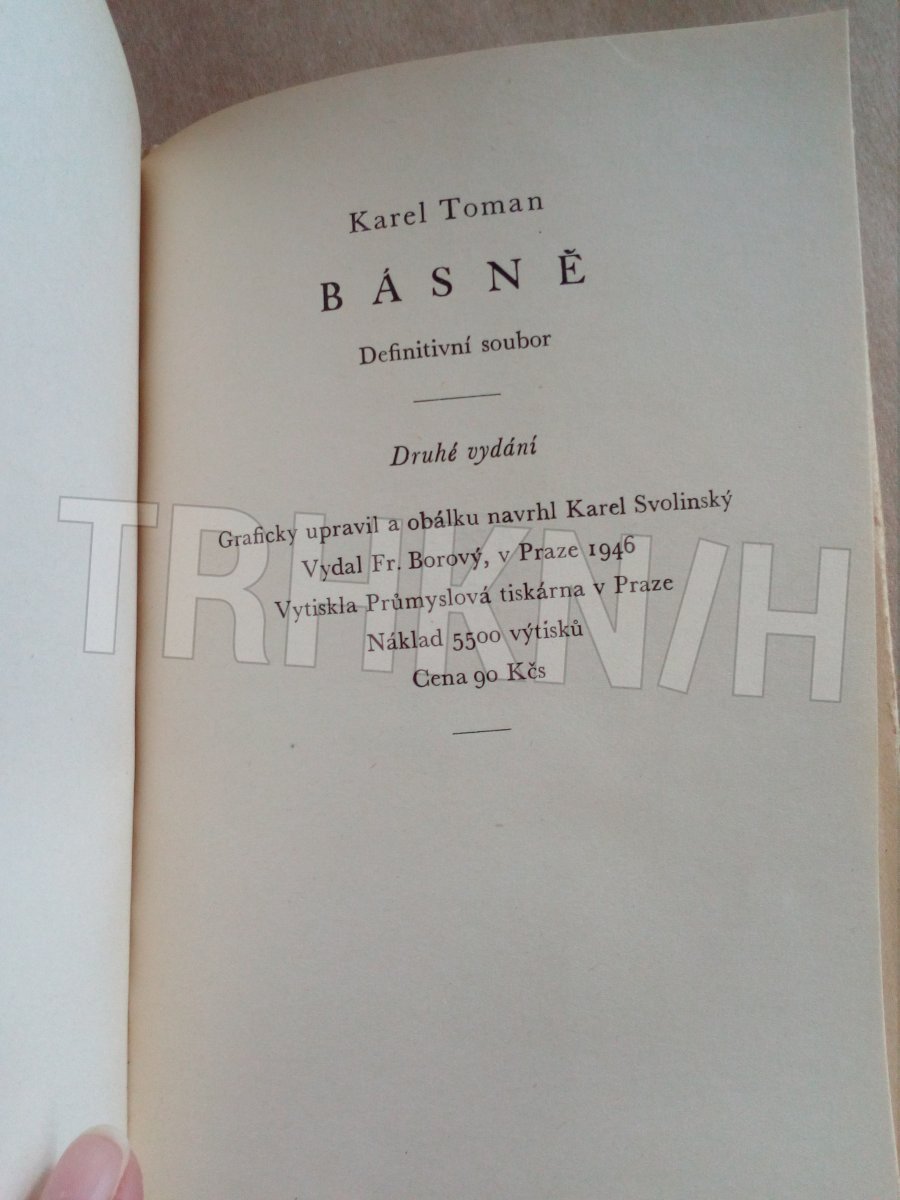 Karel Toman
BÁSNĚ
Definitivní soubor
Druhé vydání
Graficky upravil a obálku navrhl Karel Svolinský
Vydal Fr. Borový, v Praze 1946
Vytiskla Průmyslová tiskárna v Praze
Náklad 5500 výtisků
Cena 90 Kčs
TRHKN/H